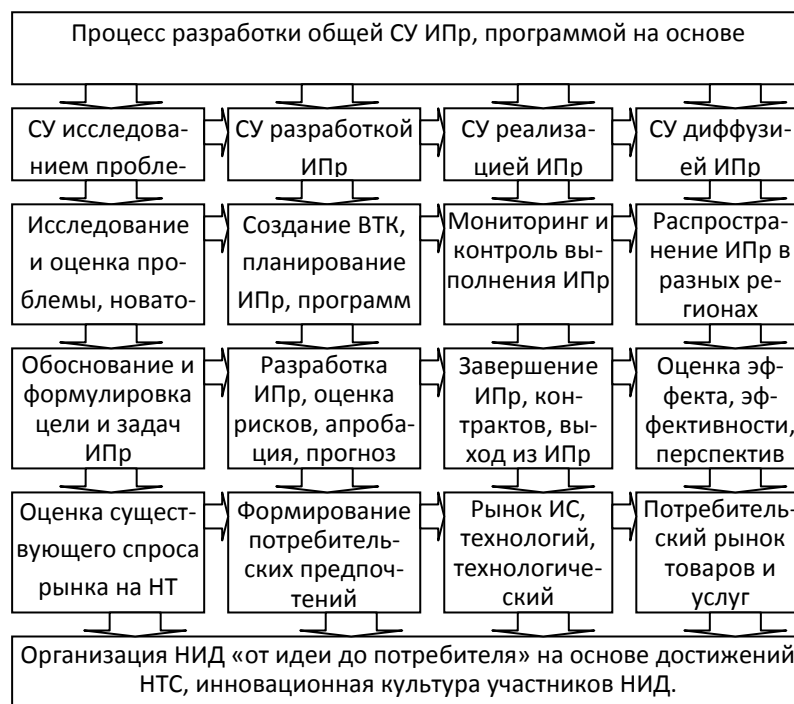 Процесс разработки общей СУ ИПр, программой на основе
СУ исследова-
нием пробле-
СУ разработкой
ИПр
СУ реализа-
цией ИПр
СУ диффузи-
ей ИПр
Исследование
и оценка про-
блемы, новато-
Создание ВТК,
планирование
ИПр, программ
Мониторинг и
контроль вы-
полнения ИПр
Распростра-
нение ИПр в
разных ре-
гионах
Обоснование и
формулировка
цели и задач
ИПр
Разработка
ИПр, оценка
рисков, апроба-
ция, прогноз
Завершение
ИПр, кон-
трактов, вы-
ход из ИПр
Оценка эф-
фекта, эф-
фективности,
перспектив
Оценка сущест-
вующего спроса
рынка на НТ
Формирование
потребитель-
ских предпоч-
тений
Рынок ИС,
технологий,
технологиче-
ский
Потребитель-
ский рынок
товаров и
услуг
Организация НИД «от идеи до потребителя» на основе достижений
НТС, инновационная культура участников НИД.